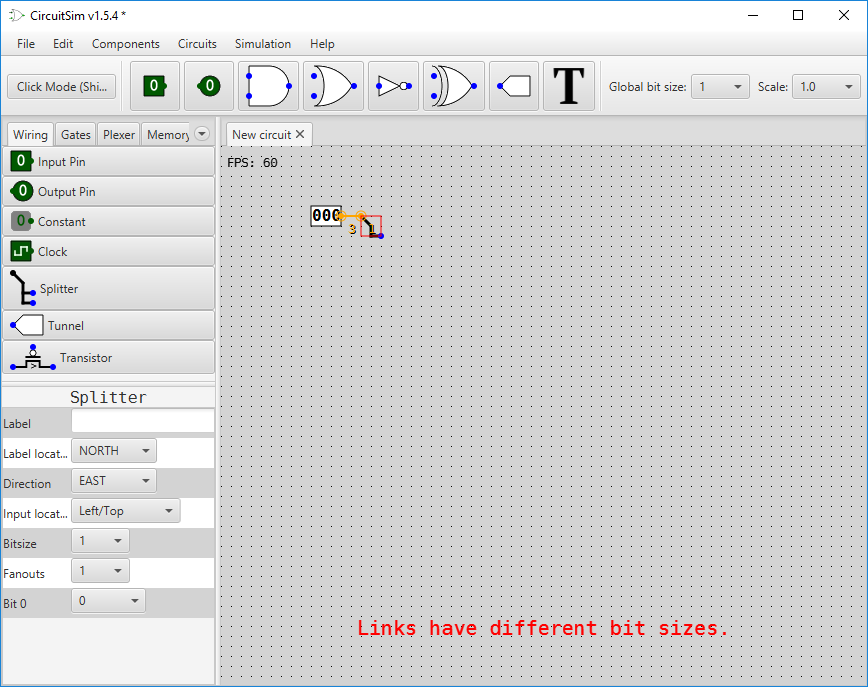 CircuitSim v1.5.4 *
File Edit Components Circuits Simulation Help
Click Mode (Shi... 0 0 T Global bit size: 1 Scale: 1.0
Wiring Gates Plexer Memory New circuit
0 Input Pin
0 Output Pin
0 Constant
Clock
Splitter
Tunnel
Transistor
Splitter
Label
Label locat... NORTH
Direction EAST
Input locat... Left/Top
Bitsize 1
Fanouts 1
Bit 0 0
FPS: 60
000
3 1
Links have different bit sizes.